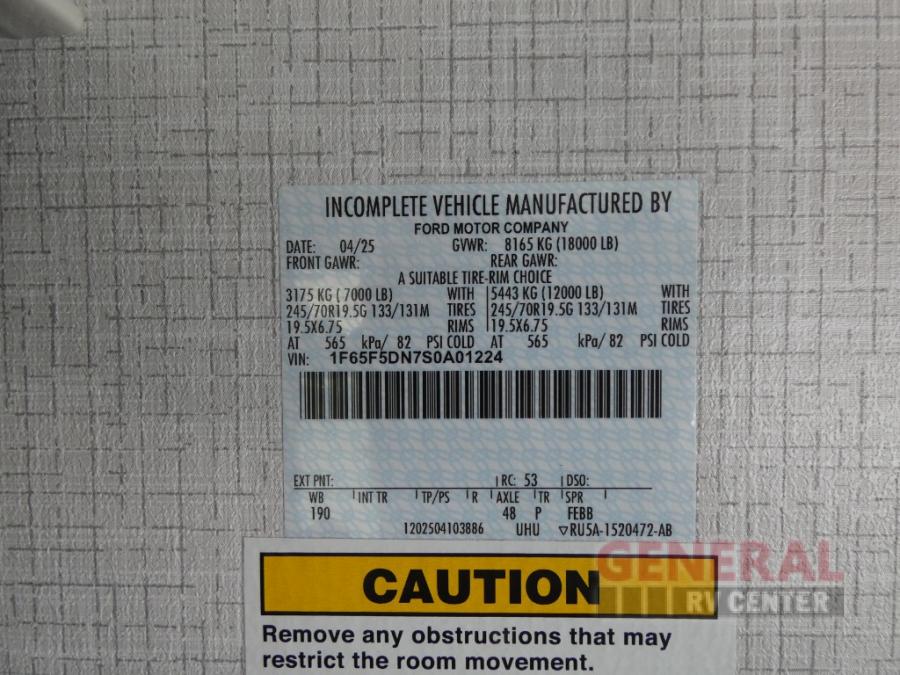 INCOMPLETE VEHICLE MANUFACTURED BY
FORD MOTOR COMPANY
DATE: 04/25 GVWR: 8165 KG (18000 LB)
FRONT GAWR: REAR GAWR:
A SUITABLE TIRE-RIM CHOICE
3175 KG ( 7000 LB) WITH 5443 KG (12000 LB) WITH
245/70R19.5G 133/131M TIRES 245/70R19.5G 133/131M TIRES
19.5X6.75 RIMS 19.5X6.75 RIMS
AT 565 kPa/ 82 PSI COLD AT 565 kPa/ 82 PSI COLD
VIN: 1F65F5DN7S0A01224
EXT PNT: RC: 53 DSO:
WB INT TR TP/PS R AXLE TR SPR
190 48 P FEBB
1202504103886 UHU ▽RU5A-1520472-AB
GENERAL
RV CENTER
CAUTION
Remove any obstructions that may
restrict the room movement.